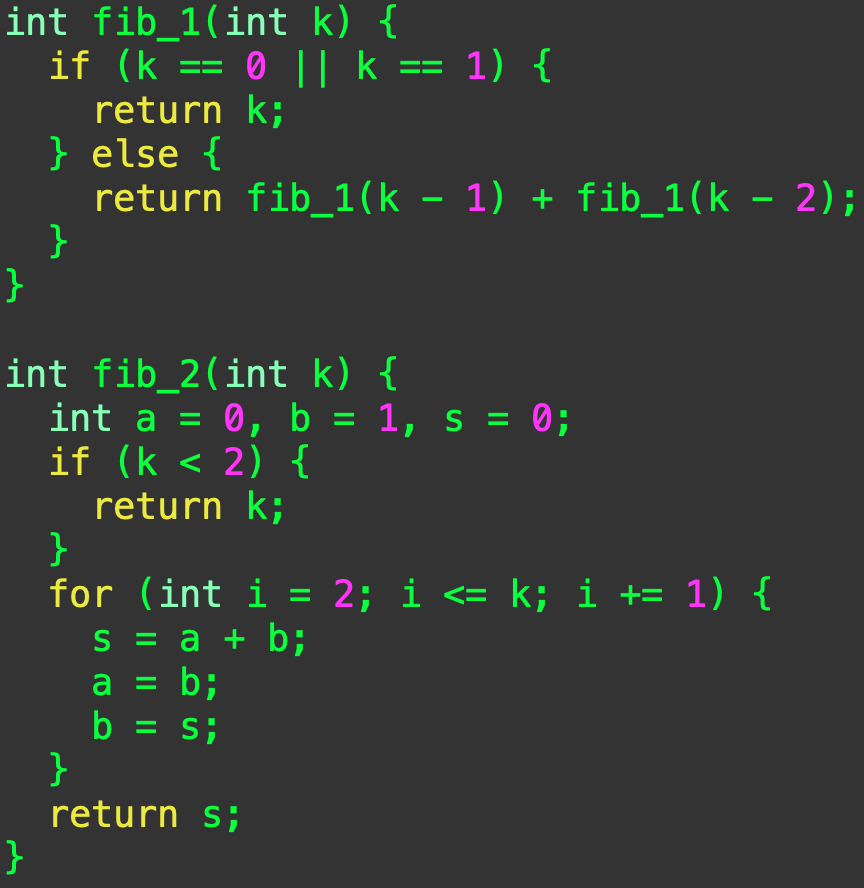 int fib_1(int k) {
  if (k == 0 || k == 1) {
    return k;
  } else {
    return fib_1(k - 1) + fib_1(k - 2);
  }
}

int fib_2(int k) {
  int a = 0, b = 1, s = 0;
  if (k < 2) {
    return k;
  }
  for (int i = 2; i <= k; i += 1) {
    s = a + b;
    a = b;
    b = s;
  }
  return s;
}